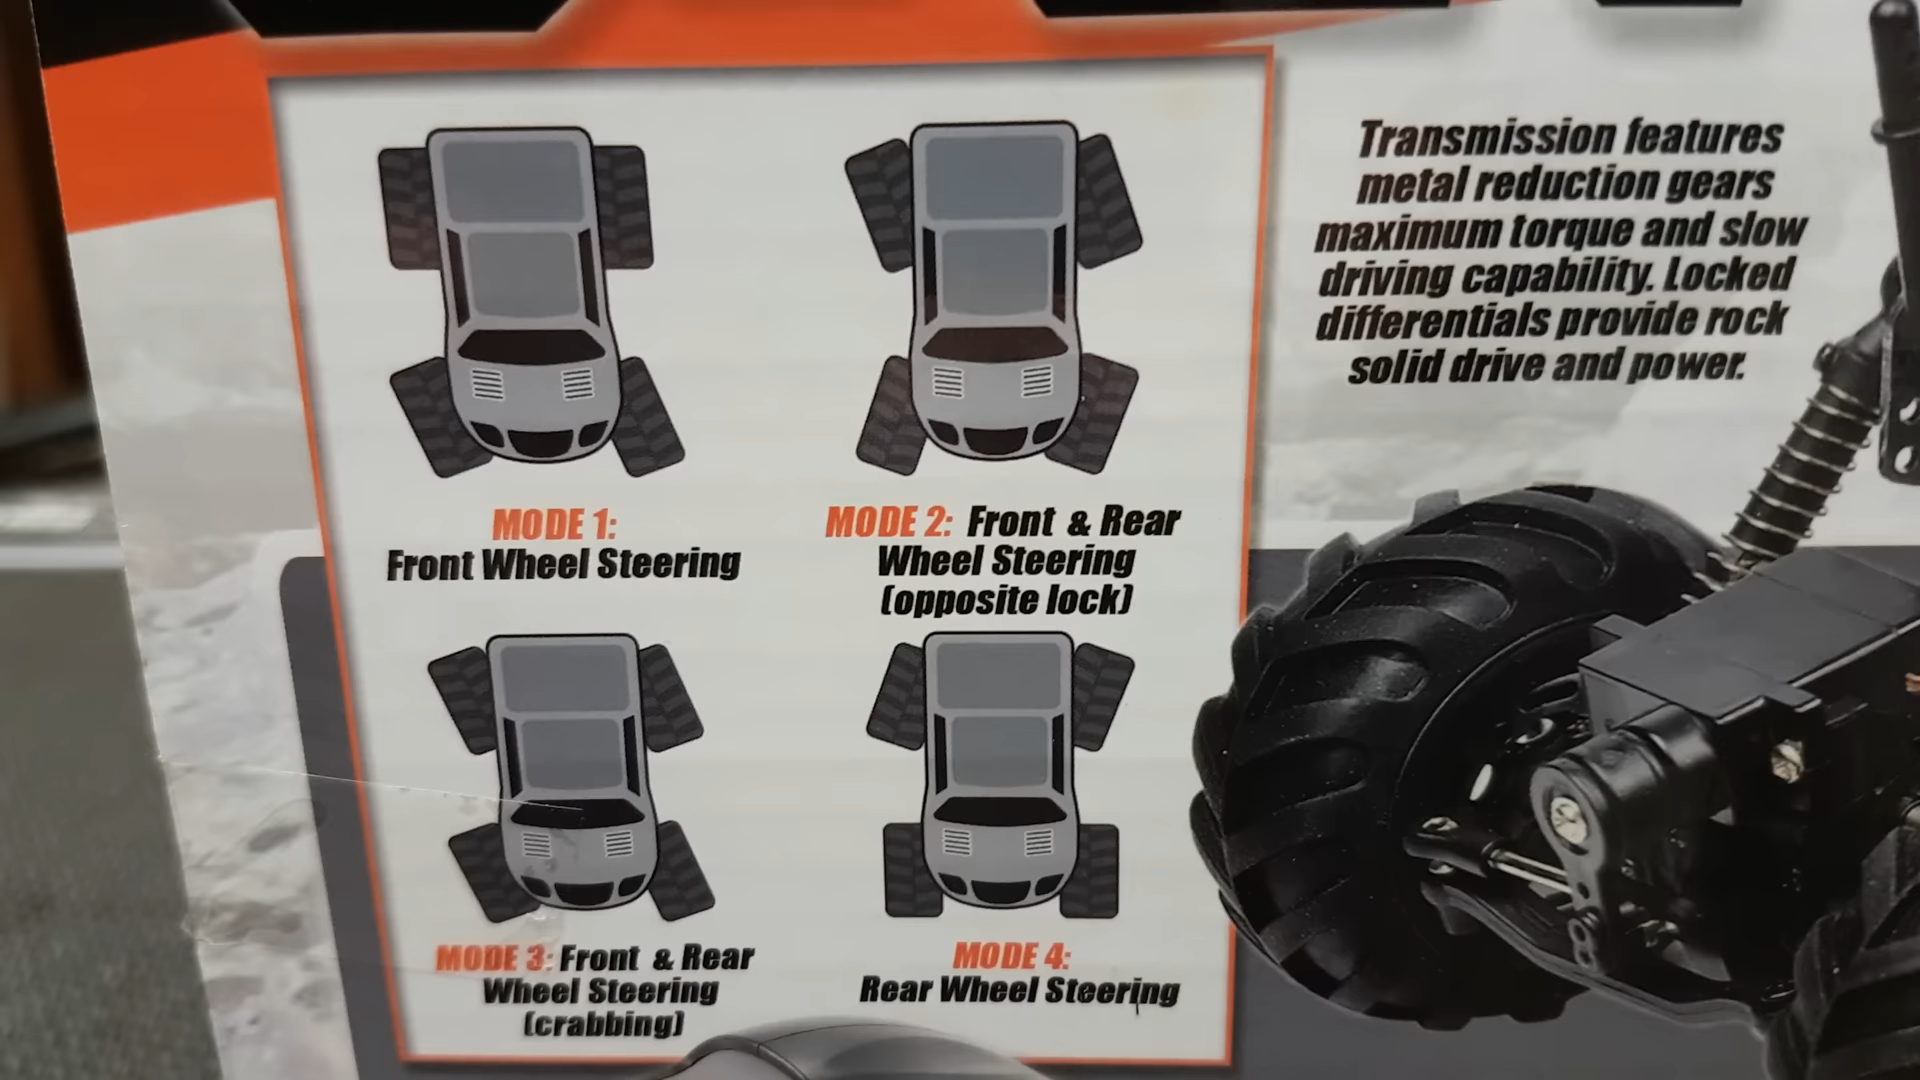 MODE 1:
Front Wheel Steering
MODE 2: Front & Rear
Wheel Steering
(opposite lock)
MODE 3: Front & Rear
Wheel Steering
(crabbing)
MODE 4:
Rear Wheel Steering
Transmission features
metal reduction gears
maximum torque and slow
driving capability. Locked
differentials provide rock
solid drive and power.